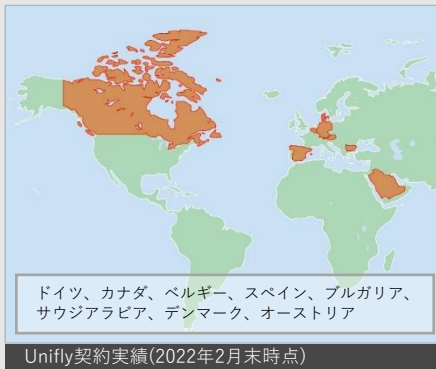 ドイツ、カナダ、ベルギー、スペイン、ブルガリア、
サウジアラビア、デンマーク、オーストリア
Unifly契約実績(2022年2月末時点)